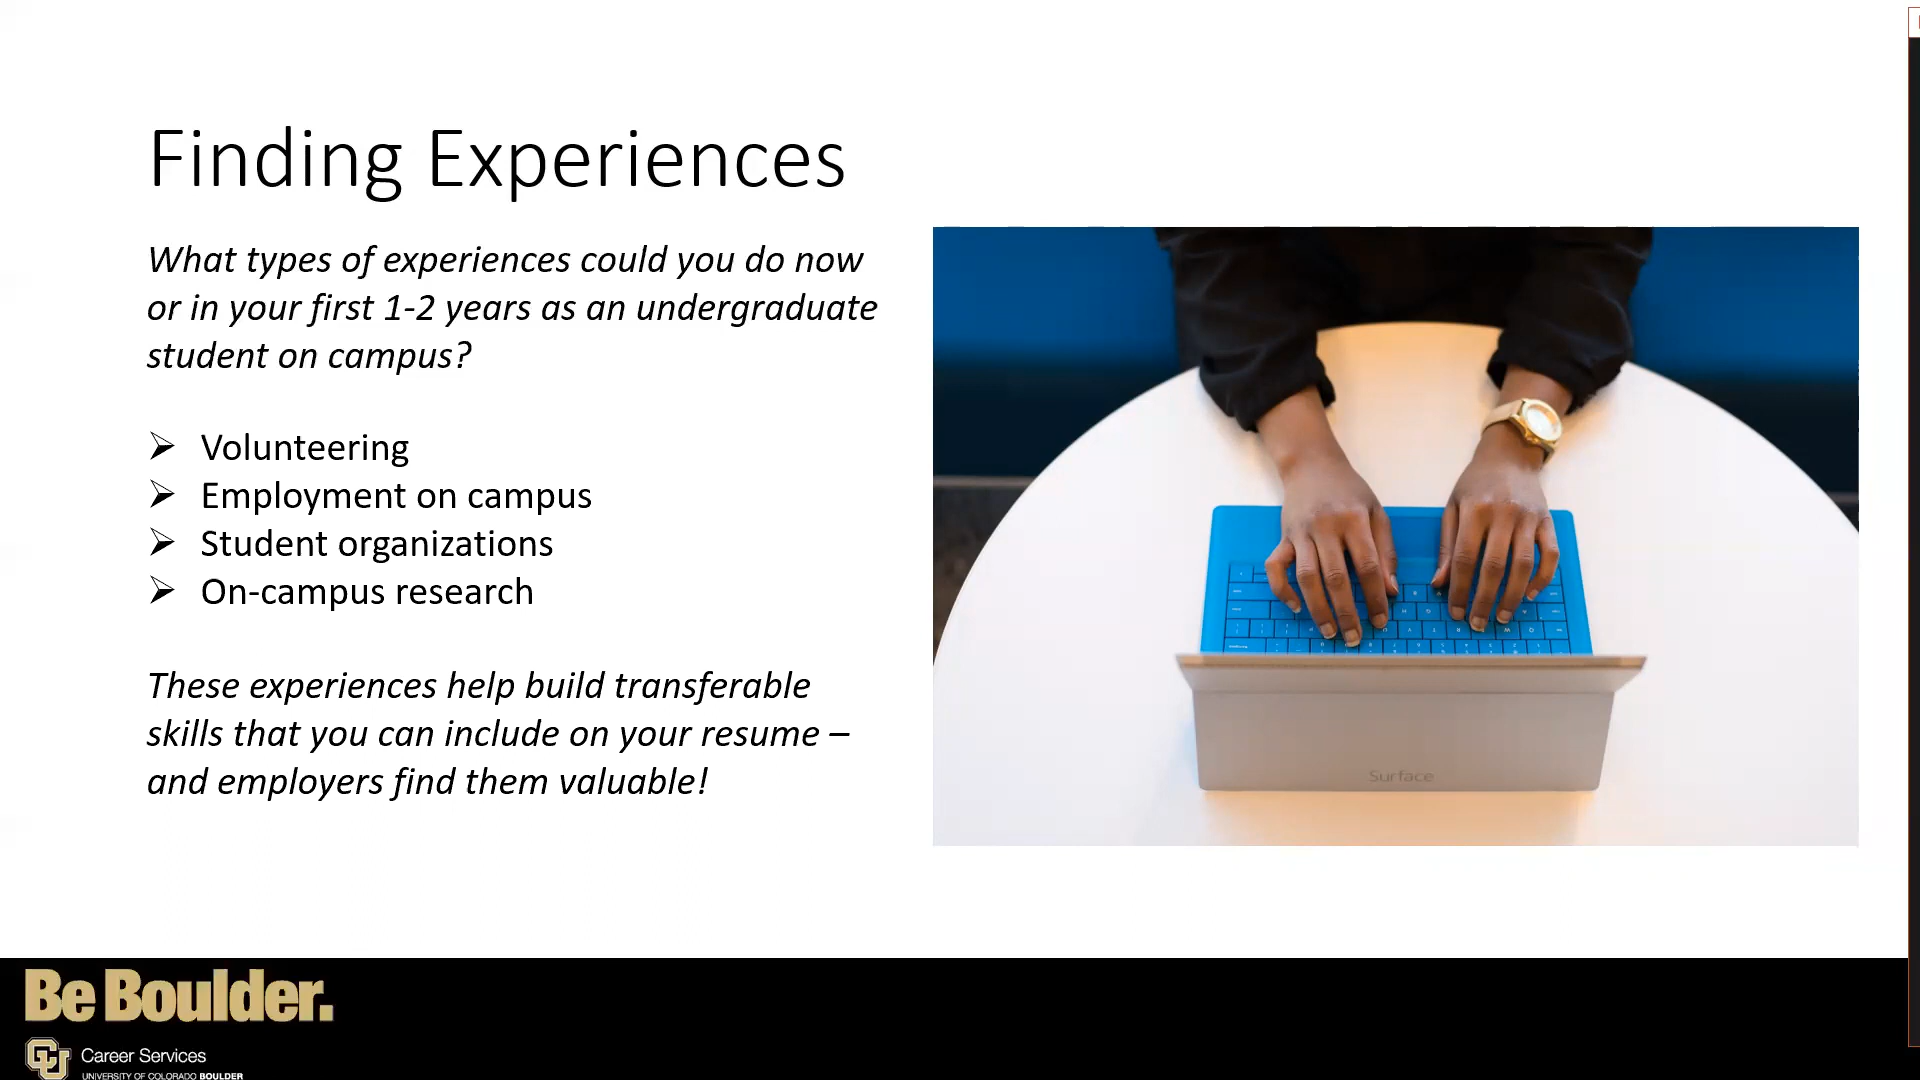 Finding Experiences
What types of experiences could you do now
or in your first 1-2 years as an undergraduate
student on campus?
➢ Volunteering
➢ Employment on campus
➢ Student organizations
➢ On-campus research
These experiences help build transferable
skills that you can include on your resume –
and employers find them valuable!
Surface
Be Boulder.
CU
Career Services
UNIVERSITY OF COLORADO BOULDER